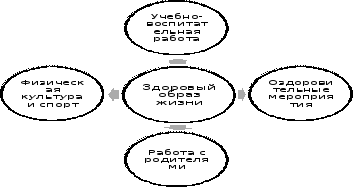 Учебно-
воспитат
ельная
работа
Физическ
ая
культура
и спорт
Здоровый
образ
жизни
Оздорови
тельные
мероприя
тия
Работа с
родителя
ми